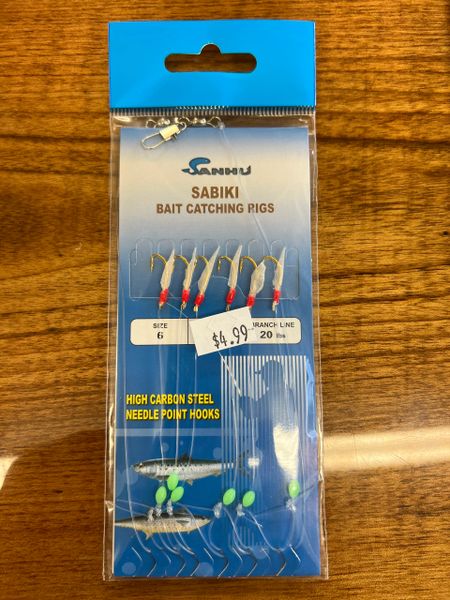 SANHU
SABIKI
BAIT CATCHING RIGS
SIZE
6
BRANCH LINE
20 lbs
$4.99
HIGH CARBON STEEL
NEEDLE POINT HOOKS